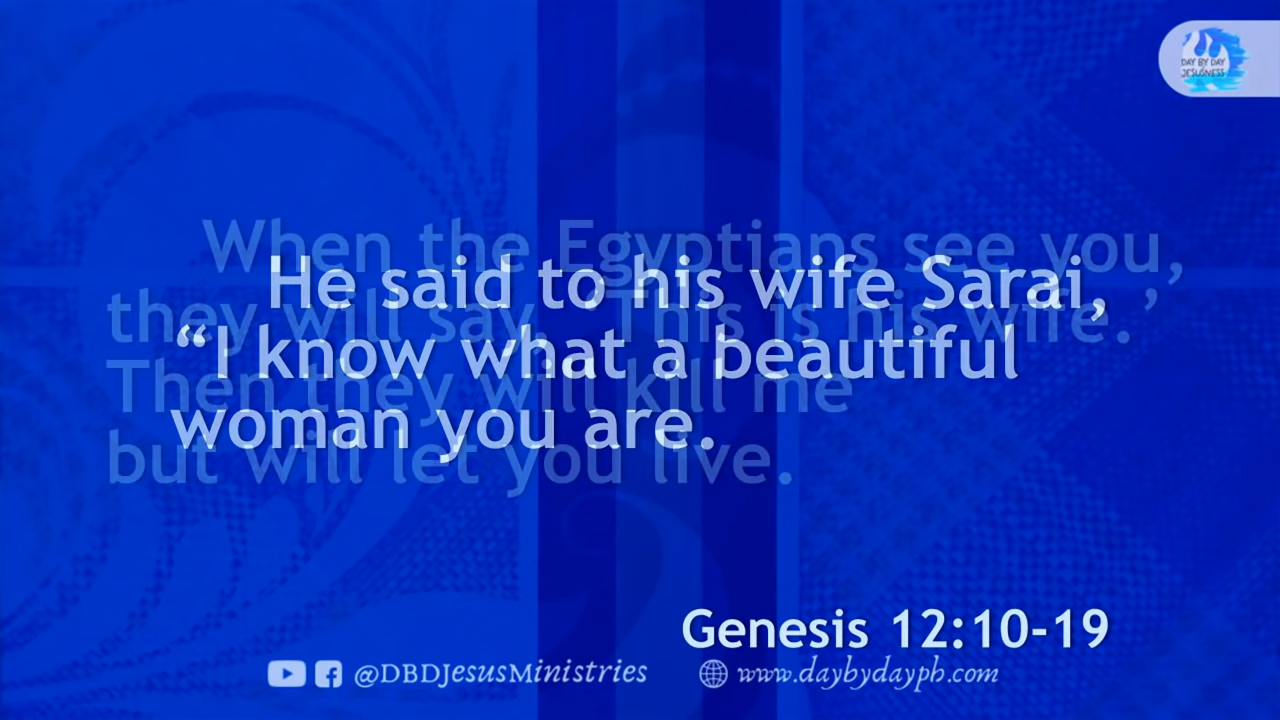 DAY BY DAY
JESUSNESS
He said to his wife Sarai,
“I know what a beautiful
woman you are.
When the Egyptians see you,
they will say, ‘This is his wife.’
Then they will kill me
but will let you live.
Genesis 12:10-19
@DBDJesusMinistries
www.daybydayph.com